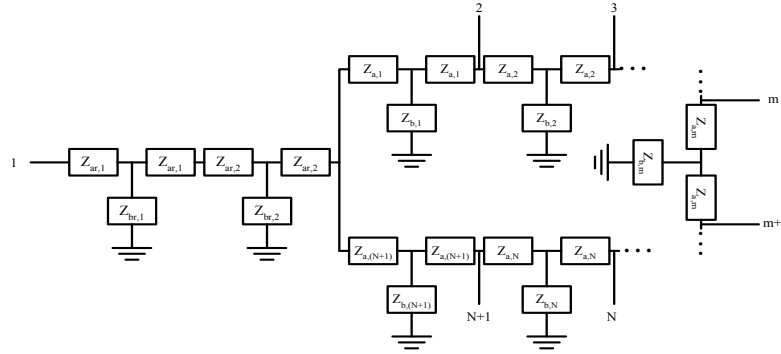 2 3
Z_a,1 Z_a,1 Z_a,2 Z_a,2
Z_b,1 Z_b,2
m
Z_a,m
1 Z_ar,1 Z_ar,1 Z_ar,2 Z_ar,2
Z_b,m
Z_a,m
Z_br,1 Z_br,2
m+
Z_a,(N+1) Z_a,(N+1) Z_a,N Z_a,N
Z_b,(N+1) Z_b,N
N+1 N